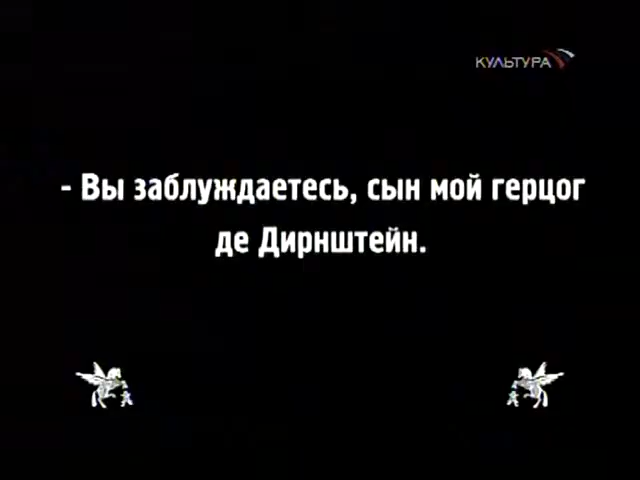 КУЛЬТУРА
- Вы заблуждаетесь, сын мой герцог
де Дирнштейн.